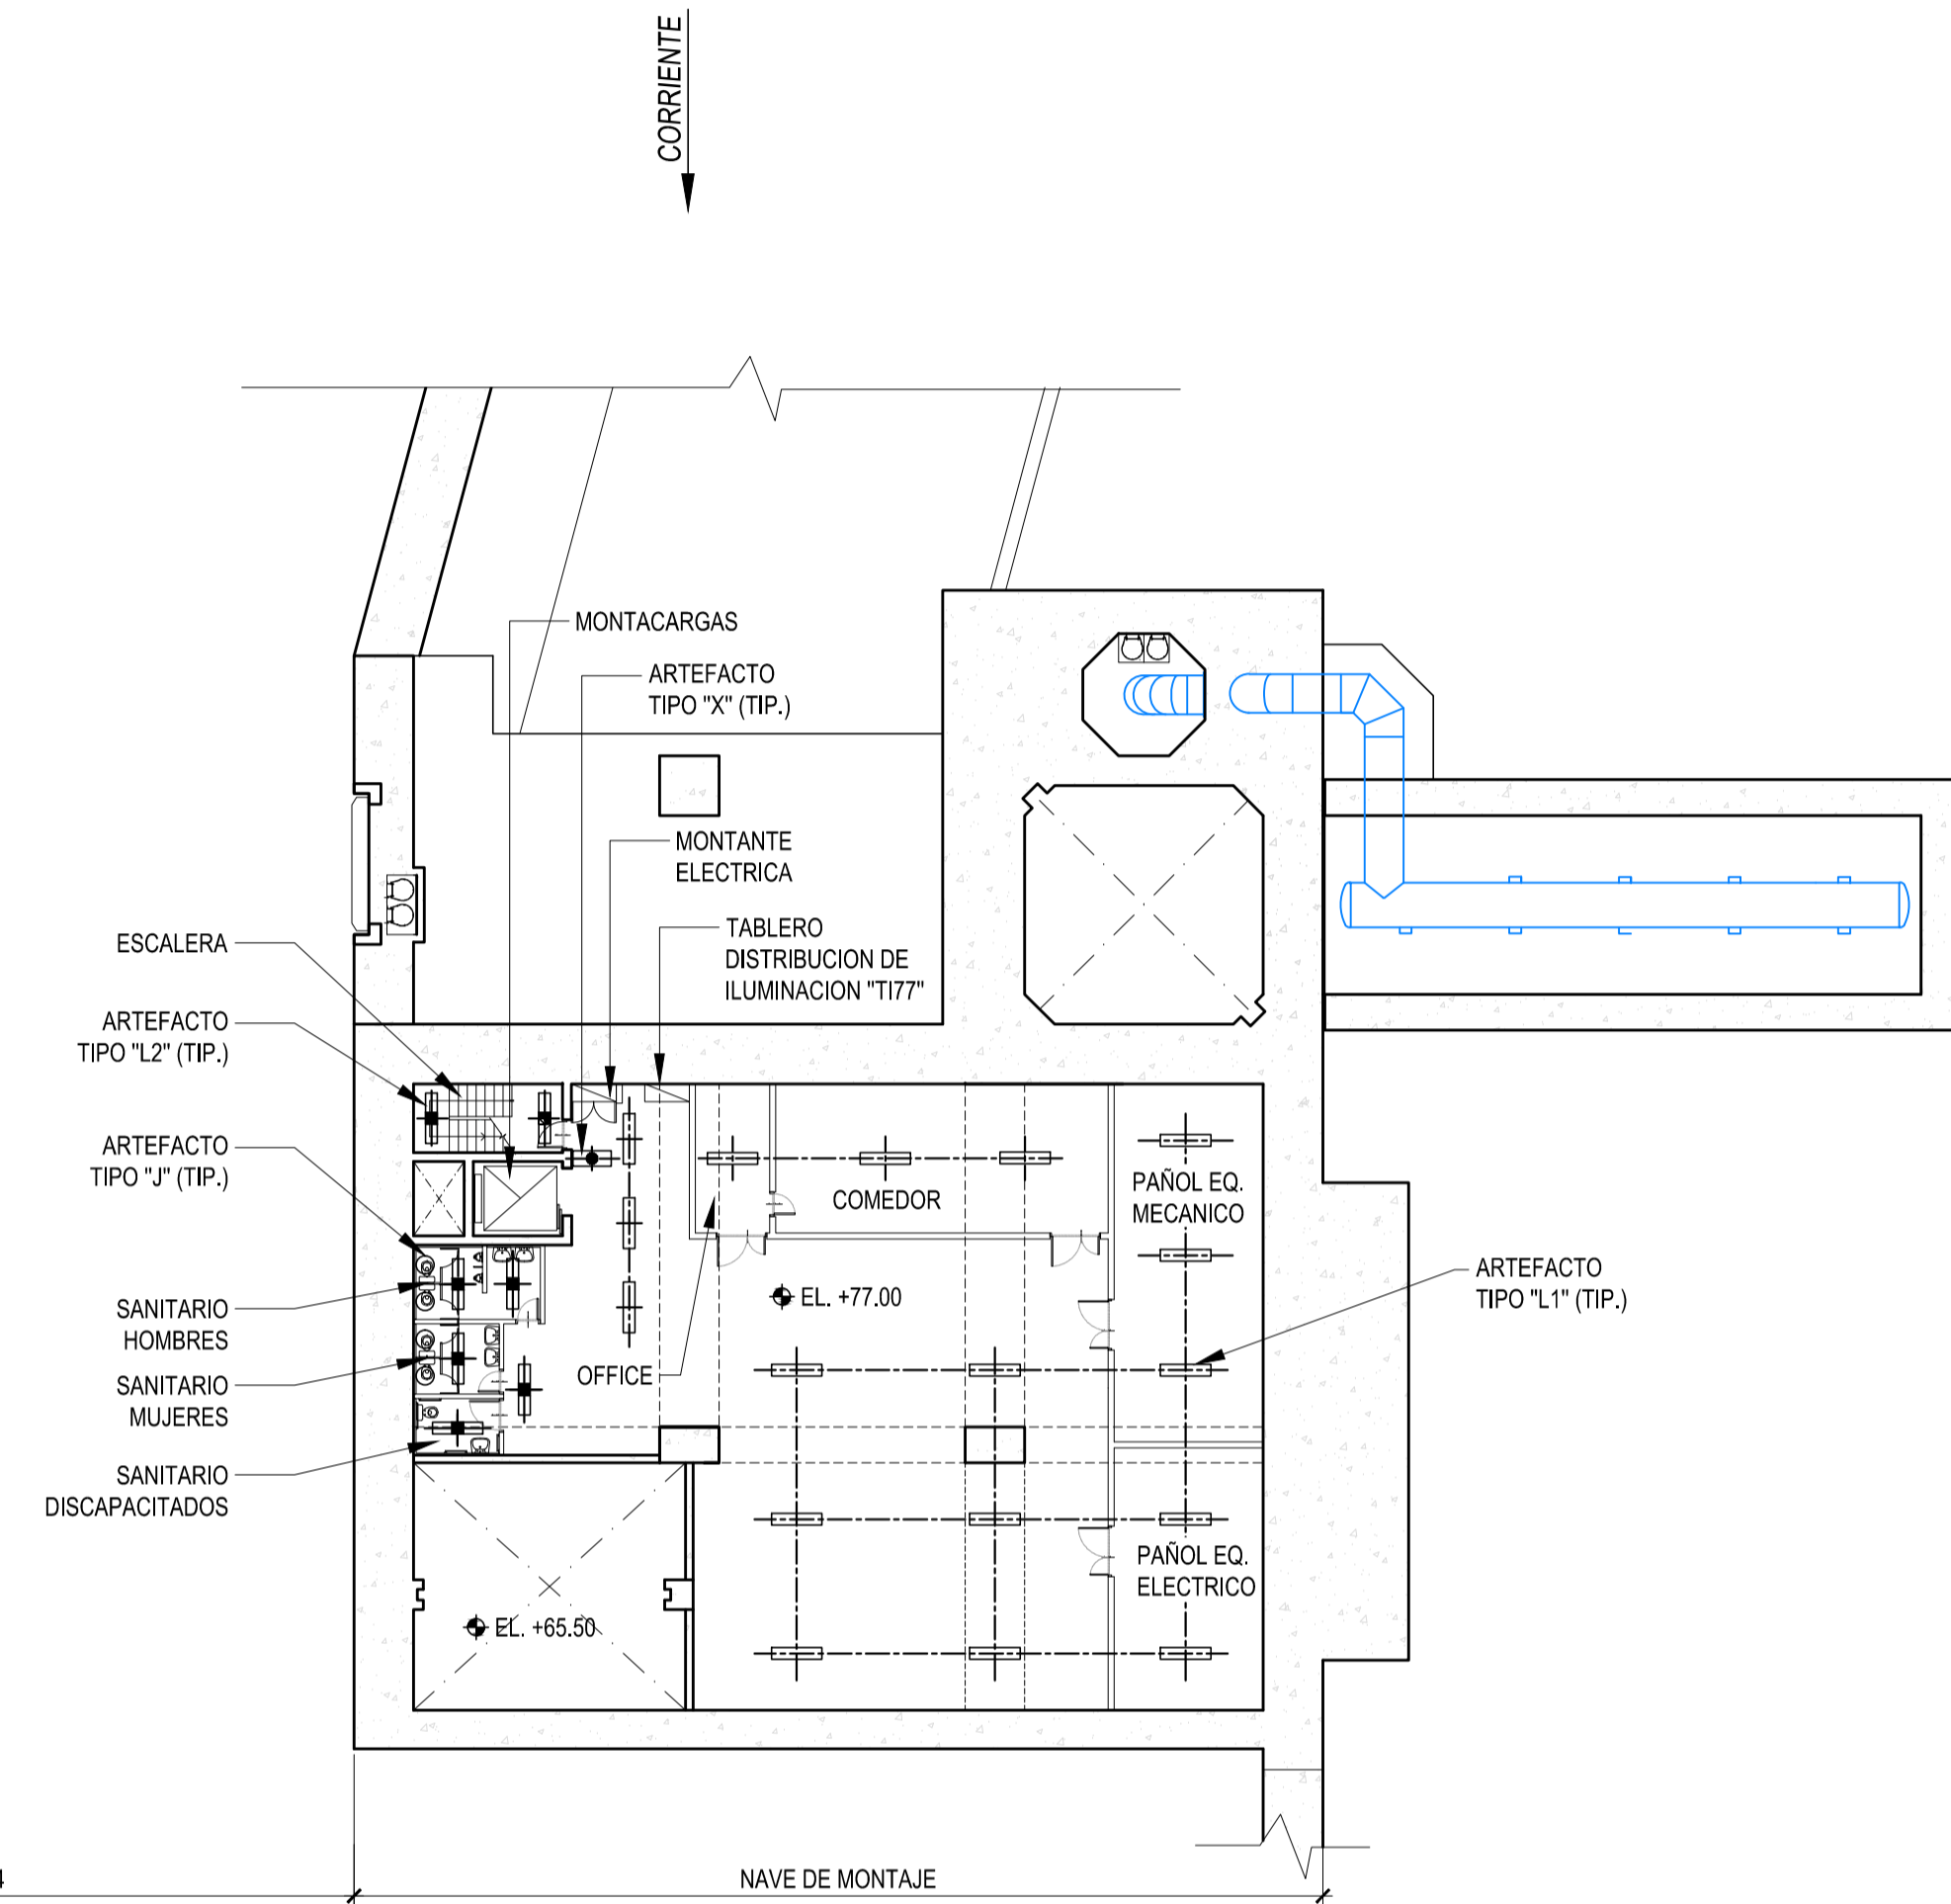 CORRIENTE
MONTACARGAS
ARTEFACTO
TIPO "X" (TIP.)
MONTANTE
ELECTRICA
TABLERO
DISTRIBUCION DE
ILUMINACION "TI77"
ESCALERA
ARTEFACTO
TIPO "L2" (TIP.)
ARTEFACTO
TIPO "J" (TIP.)
SANITARIO
HOMBRES
SANITARIO
MUJERES
SANITARIO
DISCAPACITADOS
COMEDOR
PAÑOL EQ.
MECANICO
EL. +77.00
OFFICE
ARTEFACTO
TIPO "L1" (TIP.)
PAÑOL EQ.
ELECTRICO
EL. +65.50
4
NAVE DE MONTAJE